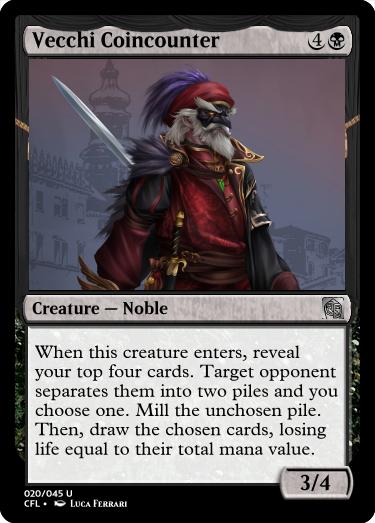 Vecchi Coincounter 4
Creature — Noble
When this creature enters, reveal
your top four cards. Target opponent
separates them into two piles and you
choose one. Mill the unchosen pile.
Then, draw the chosen cards, losing
life equal to their total mana value.
3/4
020/045 U
CFL • Luca Ferrari